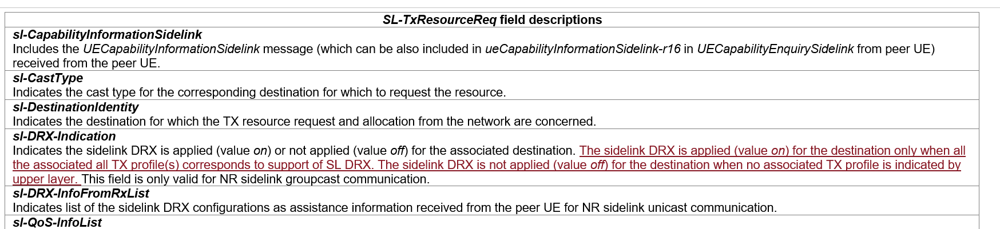 SL-TxResourceReq field descriptions
sl-CapabilityInformationSidelink
Includes the UECapabilityInformationSidelink message (which can be also included in ueCapabilityInformationSidelink-r16 in UECapabilityEnquirySidelink from peer UE)
received from the peer UE.
sl-CastType
Indicates the cast type for the corresponding destination for which to request the resource.
sl-DestinationIdentity
Indicates the destination for which the TX resource request and allocation from the network are concerned.
sl-DRX-Indication
Indicates the sidelink DRX is applied (value on) or not applied (value off) for the associated destination. The sidelink DRX is applied (value on) for the destination only when all
the associated all TX profile(s) corresponds to support of SL DRX. The sidelink DRX is not applied (value off) for the destination when no associated TX profile is indicated by
upper layer. This field is only valid for NR sidelink groupcast communication.
sl-DRX-InfoFromRxList
Indicates list of the sidelink DRX configurations as assistance information received from the peer UE for NR sidelink unicast communication.
sl-QoS-InfoList